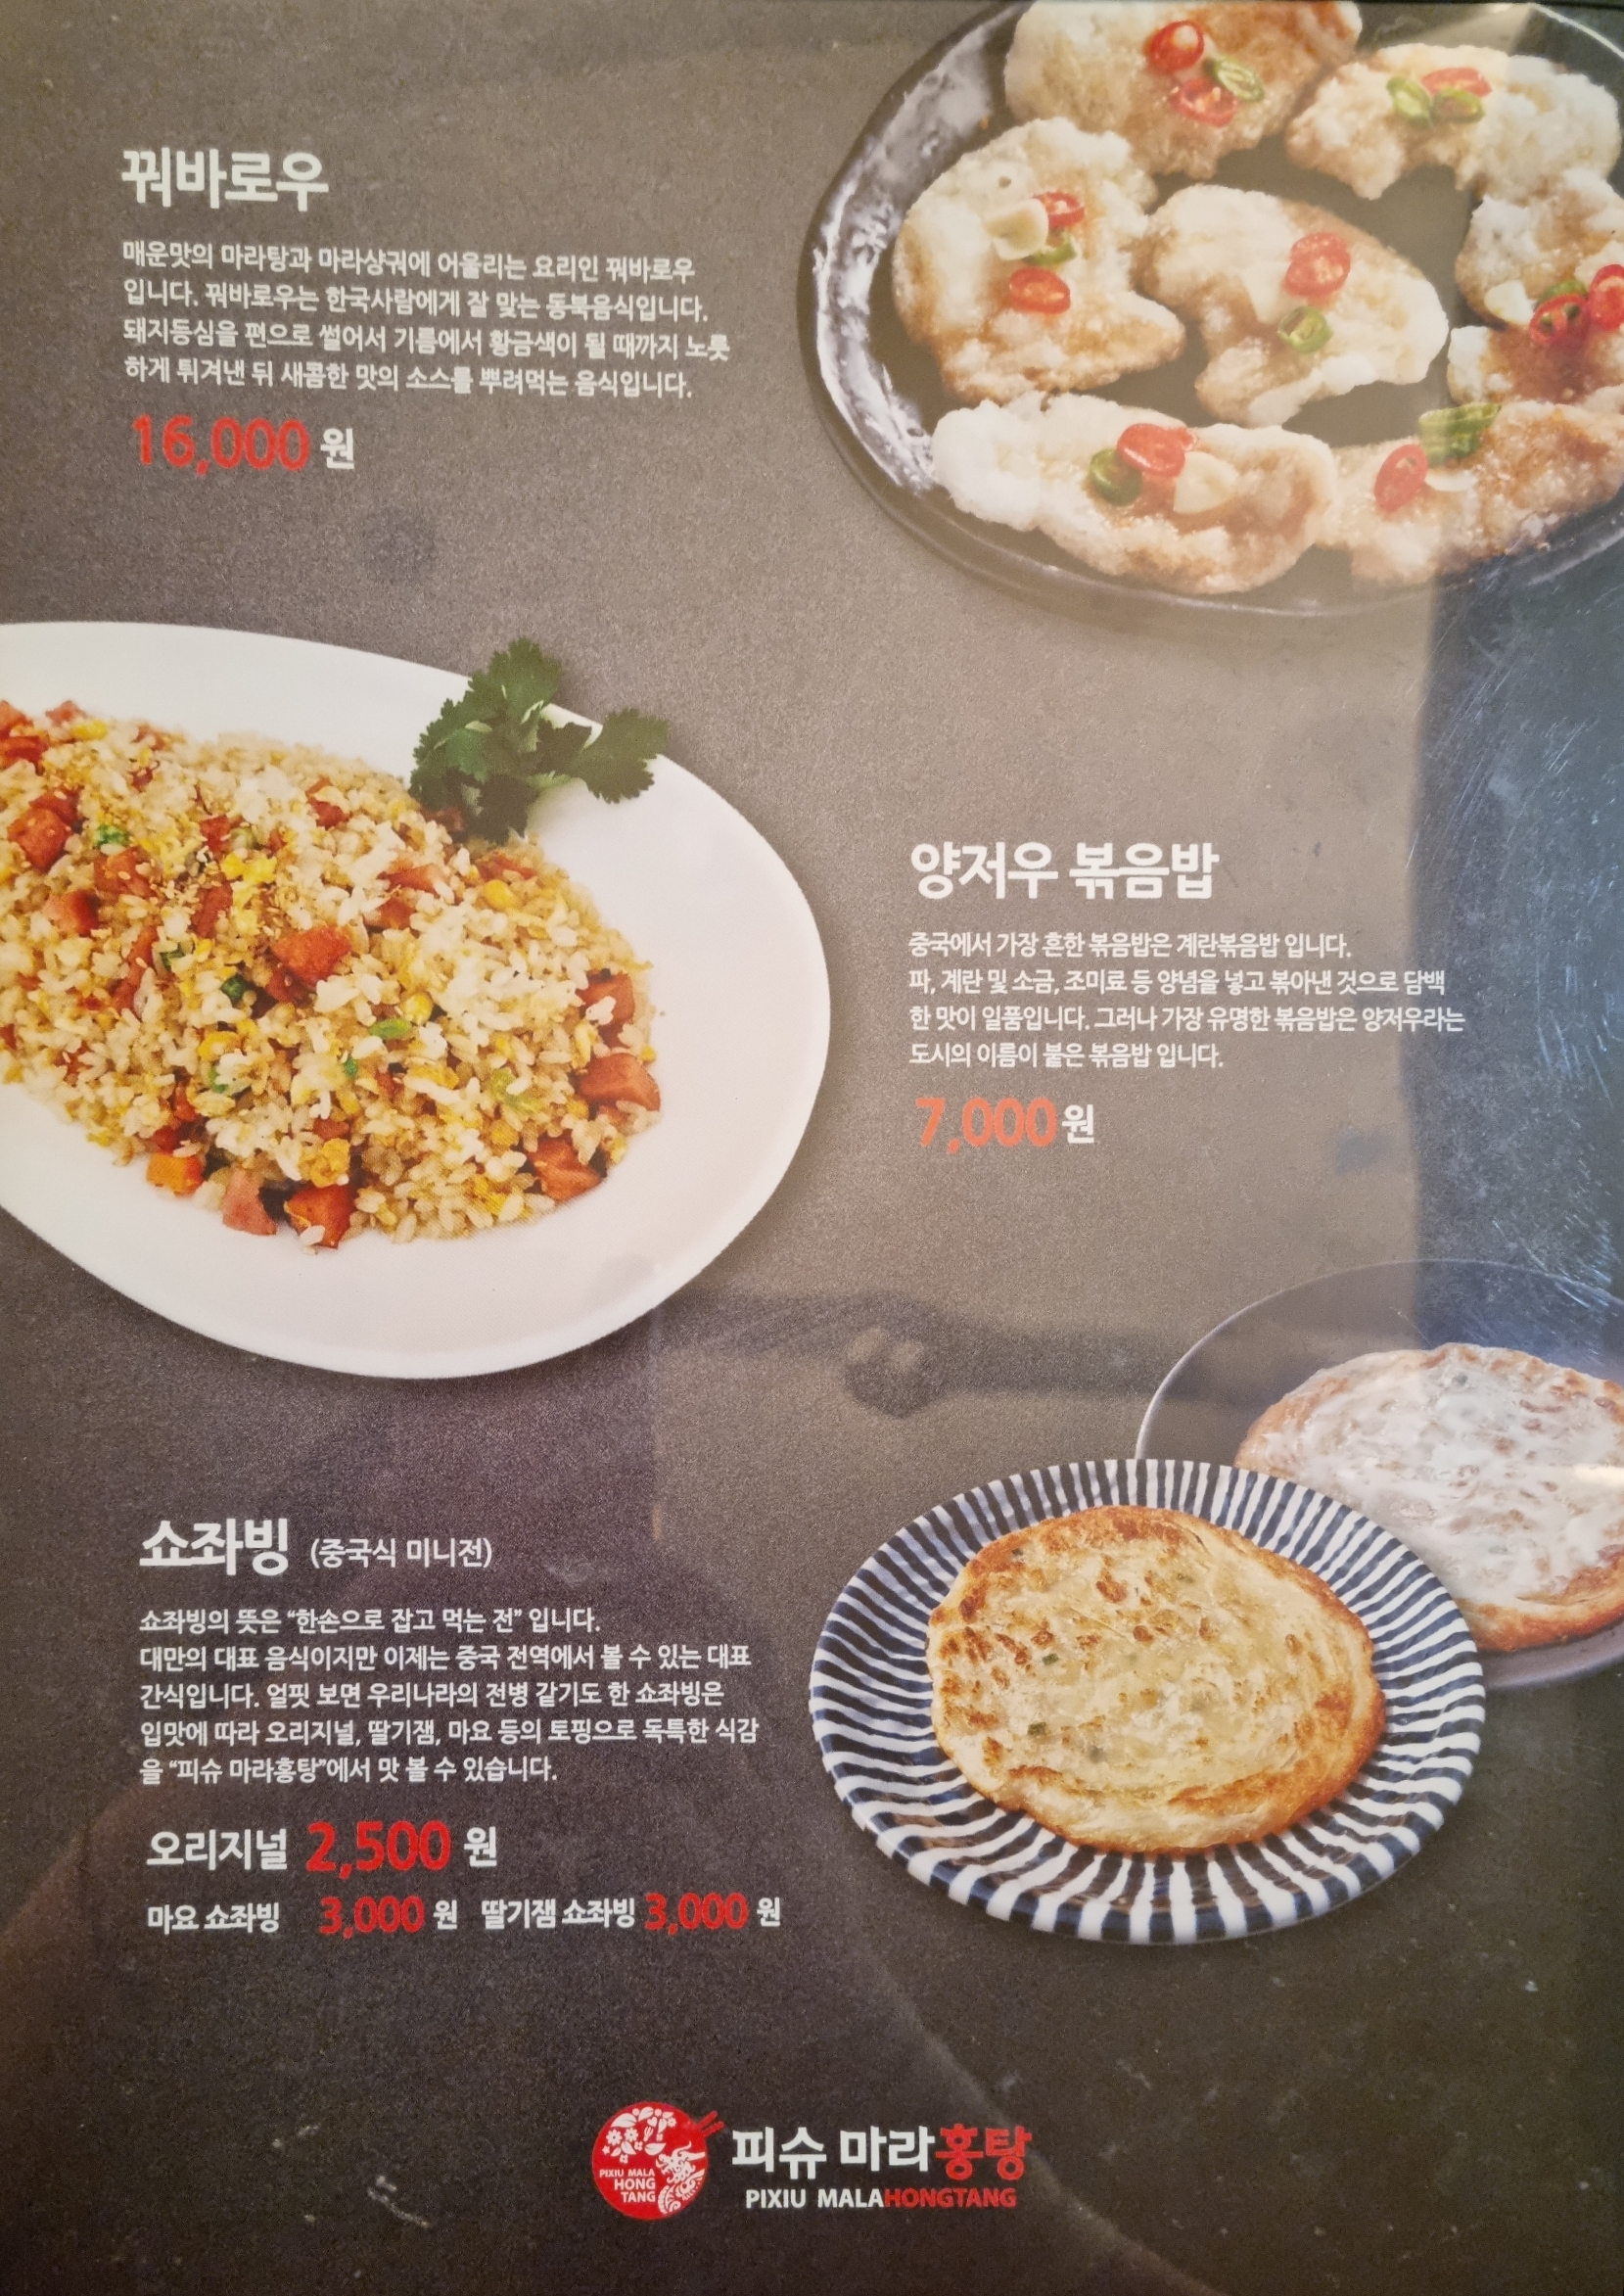 꿔바로우
매운맛의 마라탕과 마라샹궈에 어울리는 요리인 꿔바로우
입니다. 꿔바로우는 한국사람에게 잘 맞는 동북음식입니다.
돼지등심을 편으로 썰어서 기름에서 황금색이 될 때까지 노릇
하게 튀겨낸 뒤 새콤한 맛의 소스를 뿌려먹는 음식입니다.
16,000 원
양저우 볶음밥
중국에서 가장 흔한 볶음밥은 계란볶음밥 입니다.
파, 계란 및 소금, 조미료 등 양념을 넣고 볶아낸 것으로 담백
한 맛이 일품입니다. 그러나 가장 유명한 볶음밥은 양저우라는
도시의 이름이 붙은 볶음밥 입니다.
7,000 원
쇼좌빙 (중국식 미니전)
쇼좌빙의 뜻은 “한손으로 잡고 먹는 전” 입니다.
대만의 대표 음식이지만 이제는 중국 전역에서 볼 수 있는 대표
간식입니다. 얼핏 보면 우리나라의 전병 같기도 한 쇼좌빙은
입맛에 따라 오리지널, 딸기잼, 마요 등의 토핑으로 독특한 식감
을 “피슈 마라홍탕”에서 맛 볼 수 있습니다.
오리지널 2,500 원
마요 쇼좌빙 3,000 원 딸기잼 쇼좌빙 3,000 원
PIXIU MALA
HONG
TANG
피슈 마라홍탕
PIXIU MALAHONGTANG